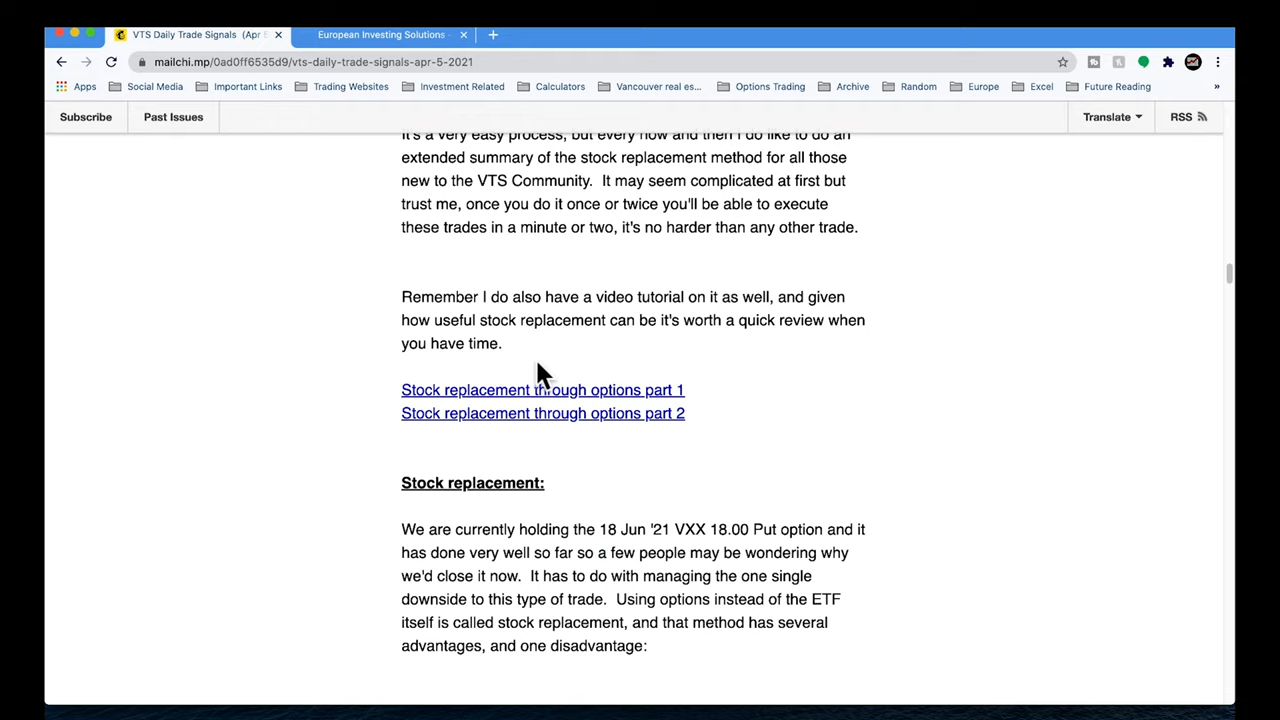 VTS Daily Trade Signals (Apr
European Investing Solutions -
mailchi.mp/0ad0ff6535d9/vts-daily-trade-signals-apr-5-2021
Apps Social Media Important Links Trading Websites Investment Related Calculators Vancouver real es... Options Trading Archive Random Europe Excel Future Reading »
Subscribe Past Issues Translate RSS
It's a very easy process, but every now and then I do like to do an
extended summary of the stock replacement method for all those
new to the VTS Community. It may seem complicated at first but
trust me, once you do it once or twice you'll be able to execute
these trades in a minute or two, it's no harder than any other trade.
Remember I do also have a video tutorial on it as well, and given
how useful stock replacement can be it's worth a quick review when
you have time.
Stock replacement through options part 1
Stock replacement through options part 2
Stock replacement:
We are currently holding the 18 Jun '21 VXX 18.00 Put option and it
has done very well so far so a few people may be wondering why
we'd close it now. It has to do with managing the one single
downside to this type of trade. Using options instead of the ETF
itself is called stock replacement, and that method has several
advantages, and one disadvantage: